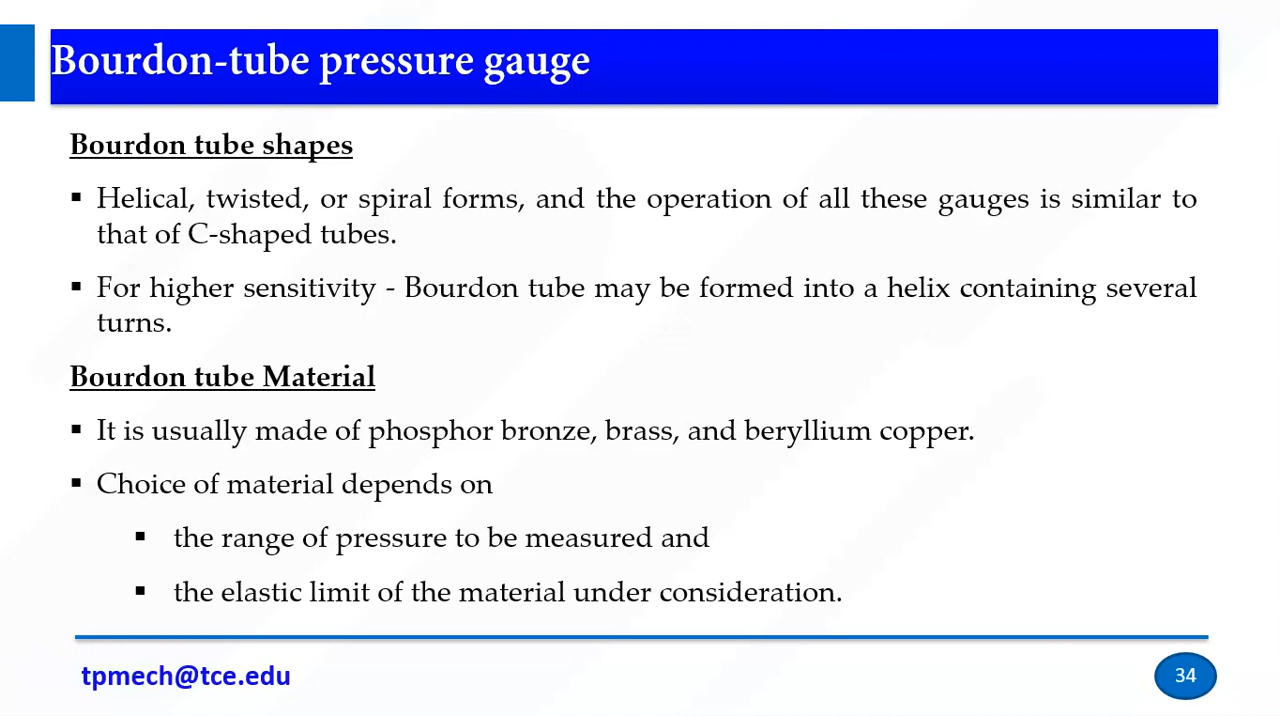 Bourdon-tube pressure gauge
Bourdon tube shapes
▪ Helical, twisted, or spiral forms, and the operation of all these gauges is similar to
that of C-shaped tubes.
▪ For higher sensitivity - Bourdon tube may be formed into a helix containing several
turns.
Bourdon tube Material
▪ It is usually made of phosphor bronze, brass, and beryllium copper.
▪ Choice of material depends on
▪ the range of pressure to be measured and
▪ the elastic limit of the material under consideration.
tpmech@tce.edu
34